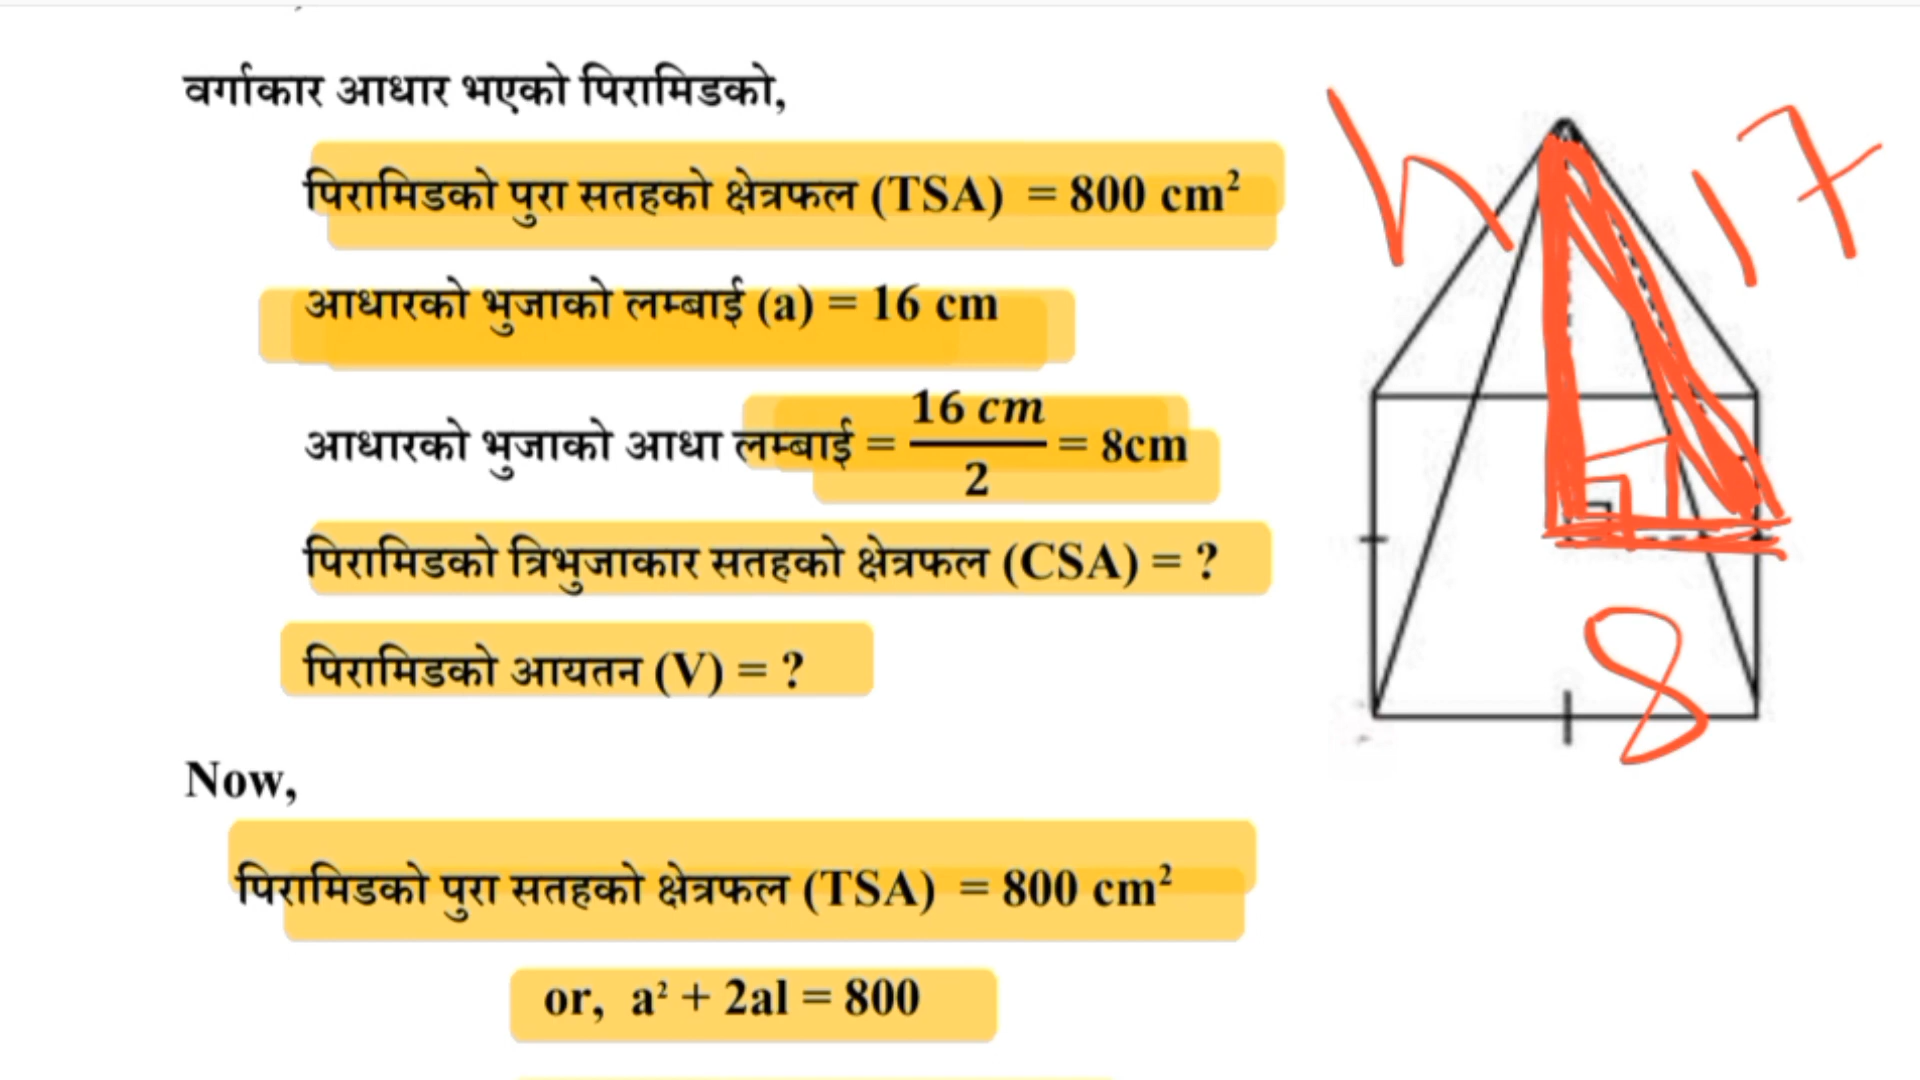 वर्गाकार आधार भएको पिरामिडको,
पिरामिडको पुरा सतहको क्षेत्रफल (TSA) = 800 cm²
आधारको भुजाको लम्बाई (a) = 16 cm
आधारको भुजाको आधा लम्बाई = 16 cm / 2 = 8cm
पिरामिडको त्रिभुजाकार सतहको क्षेत्रफल (CSA) = ?
पिरामिडको आयतन (V) = ?
Now,
पिरामिडको पुरा सतहको क्षेत्रफल (TSA) = 800 cm²
or, a² + 2al = 800
h
17
8